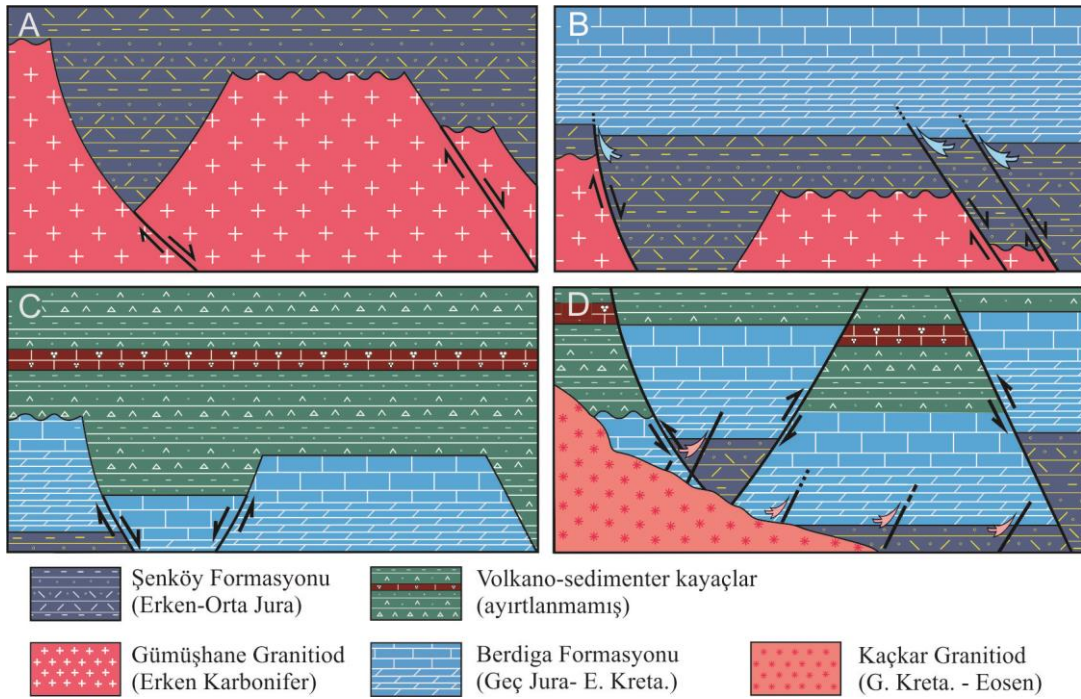 A
B
C
D
Şenköy Formasyonu
(Erken-Orta Jura)
Volkano-sedimenter kayaçlar
(ayırtlanmamış)
Gümüşhane Granitiod
(Erken Karbonifer)
Berdiga Formasyonu
(Geç Jura- E. Kreta.)
Kaçkar Granitiod
(G. Kreta. - Eosen)